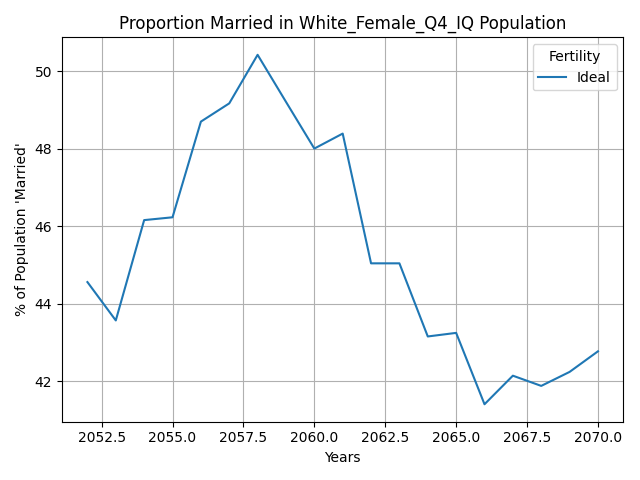 Proportion Married in White_Female_Q4_IQ Population
Fertility
Ideal
% of Population 'Married'
50
48
46
44
42
2052.5 2055.0 2057.5 2060.0 2062.5 2065.0 2067.5 2070.0
Years